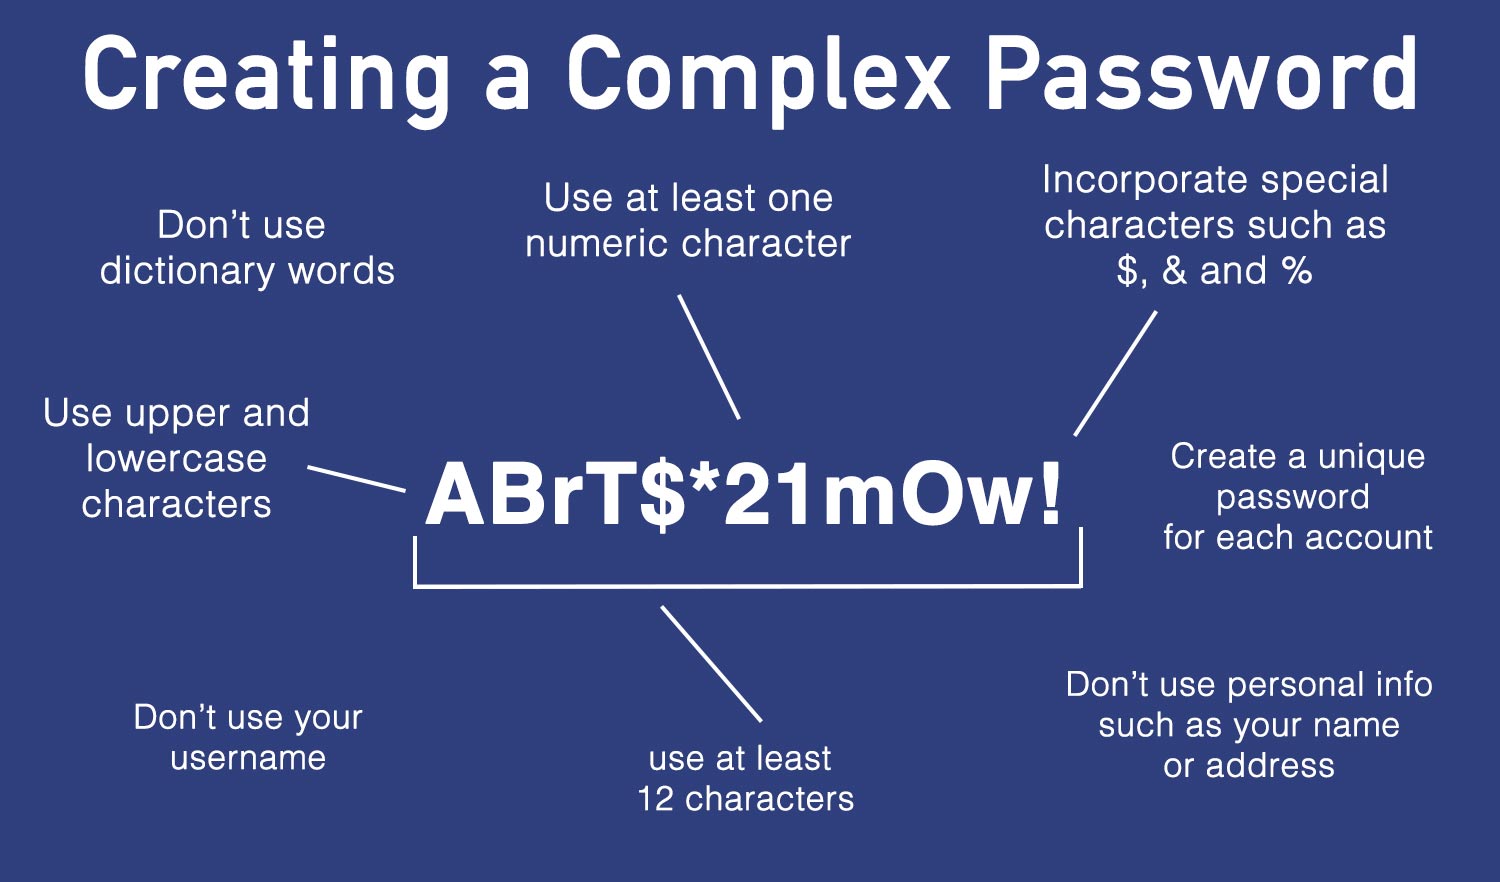 Creating a Complex Password
Don't use
dictionary words
Use at least one
numeric character
Incorporate special
characters such as
$, & and %
Use upper and
lowercase
characters
ABrT$*21mOw!
Create a unique
password
for each account
Don't use your
username
use at least
12 characters
Don't use personal info
such as your name
or address